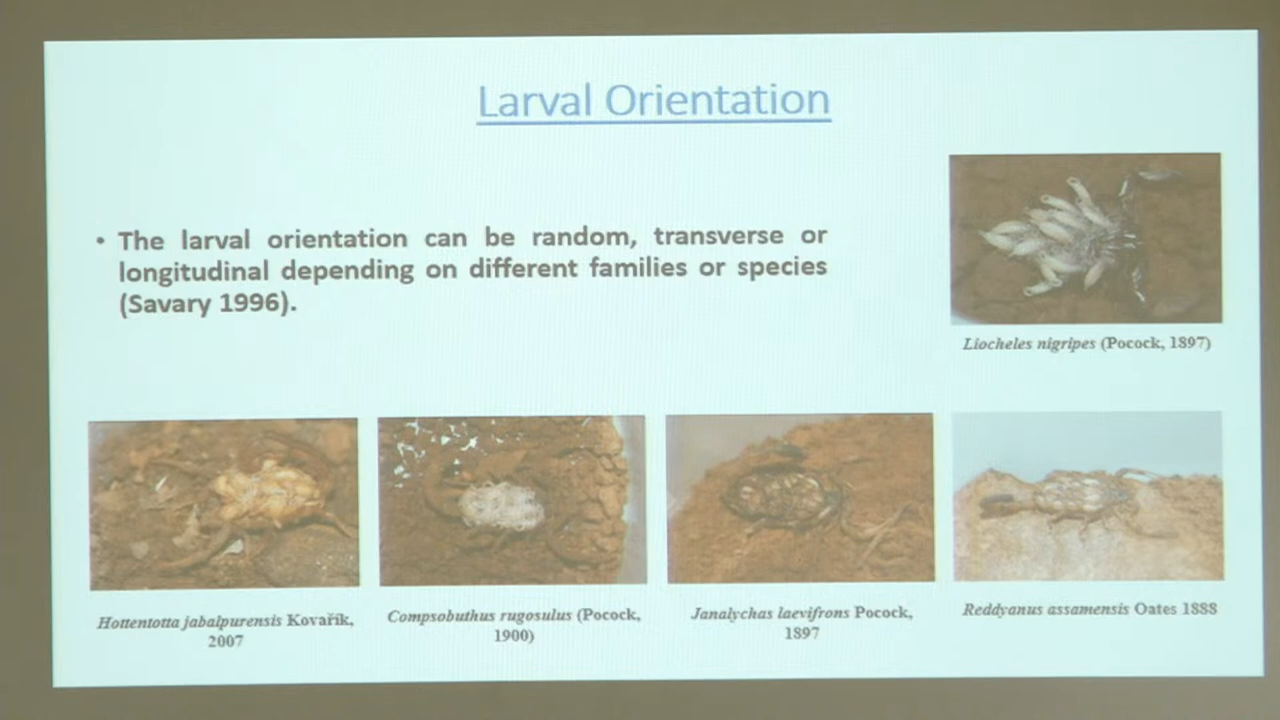 Larval Orientation
• The larval orientation can be random, transverse or
longitudinal depending on different families or species
(Savary 1996).
Liocheles nigripes (Pocock, 1897)
Hottentotta jabalpurensis Kovařík,
2007
Compsobuthus rugosulus (Pocock,
1900)
Janalychas laevifrons Pocock,
1897
Reddyanus assamensis Oates 1888